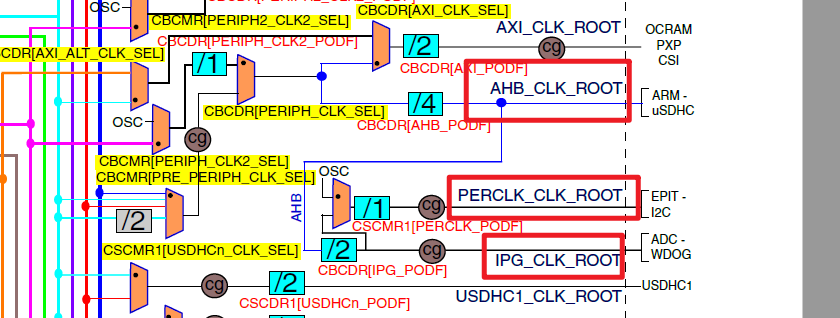 OSC
CBCMR[PERIPH2_CLK2_SEL]
CBCDR[AXI_CLK_SEL]
CBCDR[PERIPH_CLK2_PODF]
AXI_CLK_ROOT
OCRAM
PXP
CSI
/2
cg
CBCDR[AXI_ALT_CLK_SEL]
/1
CBCDR[AXI_PODF]
AHB_CLK_ROOT
/4
ARM -
uSDHC
CBCDR[PERIPH_CLK_SEL]
CBCDR[AHB_PODF]
OSC
cg
CBCMR[PERIPH_CLK2_SEL]
CBCMR[PRE_PERIPH_CLK_SEL]
OSC
PERCLK_CLK_ROOT
EPIT -
I2C
/2
AHB
/1
cg
CSCMR1[PERCLK_PODF]
CSCMR1[USDHCn_CLK_SEL]
/2
cg
ADC -
WDOG
IPG_CLK_ROOT
CBCDR[IPG_PODF]
cg
/2
USDHC1
CSCDR1[USDHCn_PODF]
USDHC1_CLK_ROOT